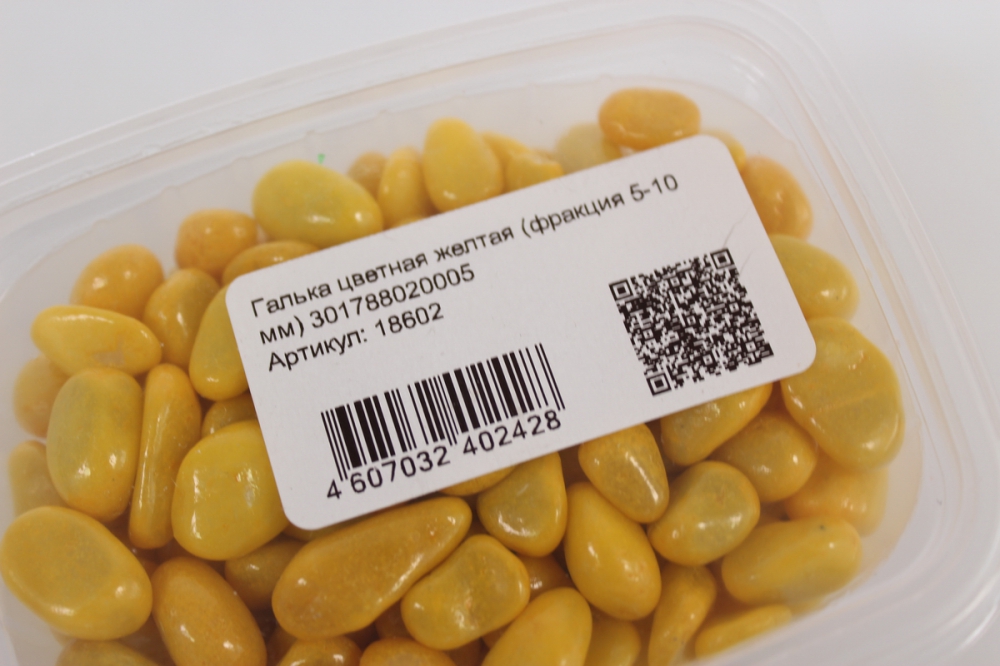 Галька цветная желтая (фракция 5-10
мм) 301788020005
Артикул: 18602
4 607032 402428